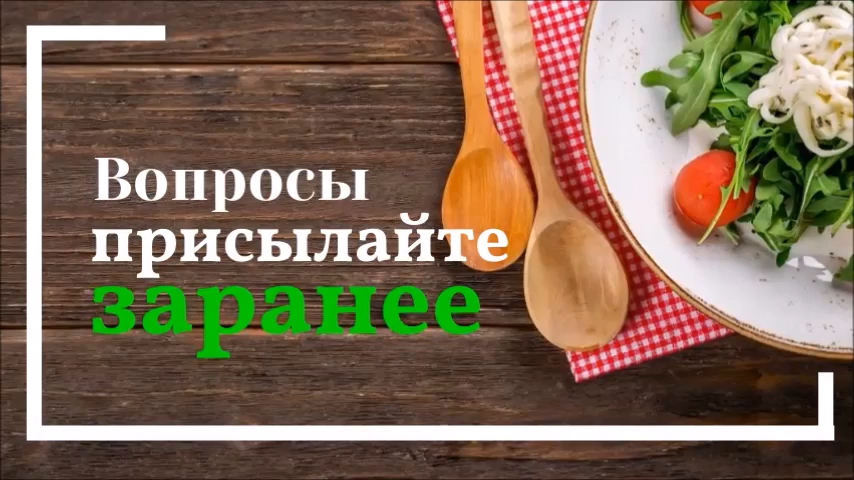 Вопросы
присылайте
заранее